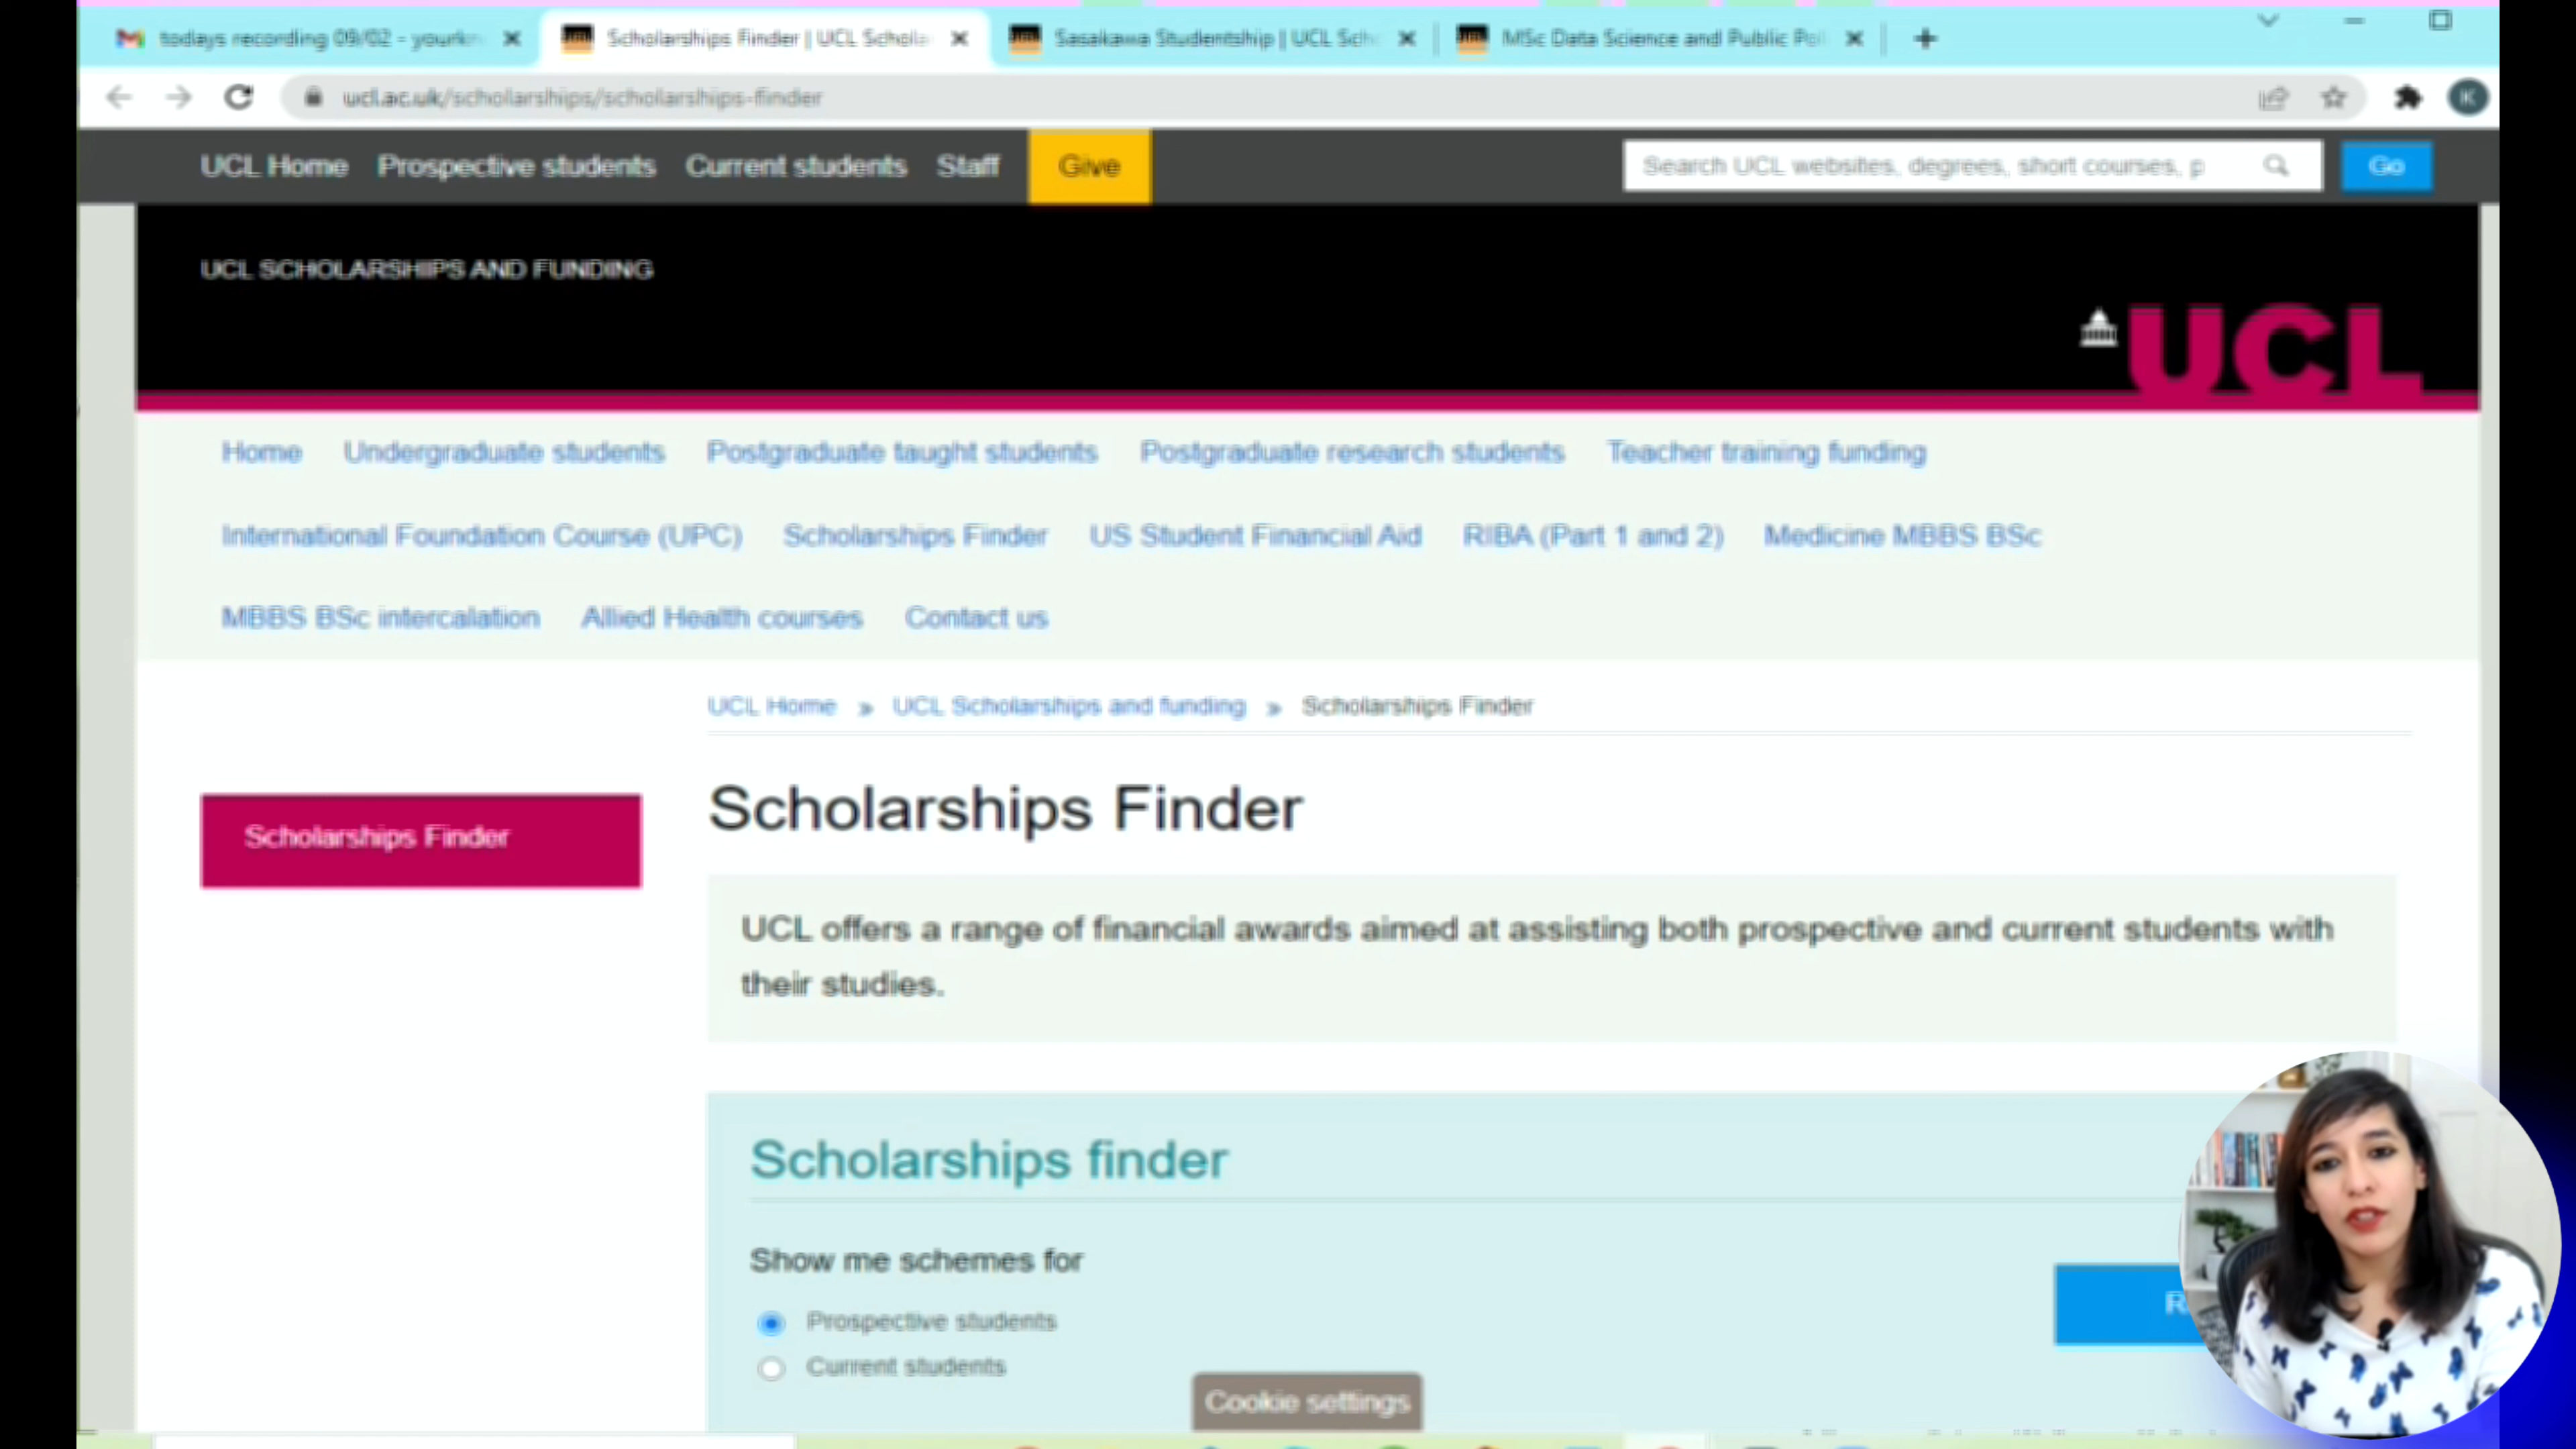 todays recording 09/02 - yourkn
Scholarships Finder | UCL Schola
Sasakawa Studentship | UCL Sch
MSc Data Science and Public Pol
ucl.ac.uk/scholarships/scholarships-finder
K
UCL Home Prospective students Current students Staff Give
Search UCL websites, degrees, short courses, p
Go
UCL SCHOLARSHIPS AND FUNDING
UCL
Home Undergraduate students Postgraduate taught students Postgraduate research students Teacher training funding
International Foundation Course (UPC) Scholarships Finder US Student Financial Aid RIBA (Part 1 and 2) Medicine MBBS BSc
MBBS BSc intercalation Allied Health courses Contact us
UCL Home » UCL Scholarships and funding » Scholarships Finder
Scholarships Finder
Scholarships Finder
UCL offers a range of financial awards aimed at assisting both prospective and current students with
their studies.
Scholarships finder
Show me schemes for
Prospective students
Current students
Cookie settings